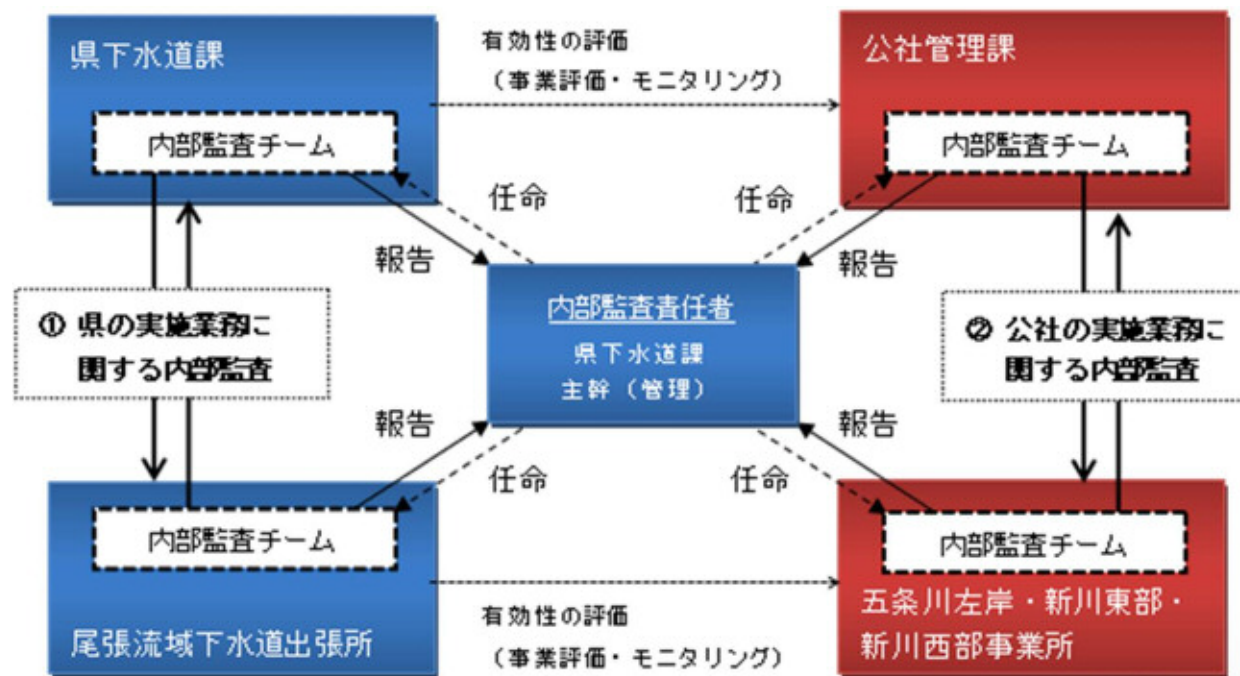 県下水道課
内部監査チーム
有効性の評価
（事業評価・モニタリング）
公社管理課
内部監査チーム
任命
任命
報告
報告
① 県の実施業務に
関する内部監査
内部監査責任者
県下水道課
主幹（管理）
② 公社の実施業務に
関する内部監査
報告
報告
任命
任命
内部監査チーム
尾張流域下水道出張所
有効性の評価
（事業評価・モニタリング）
内部監査チーム
五条川左岸・新川東部・
新川西部事業所